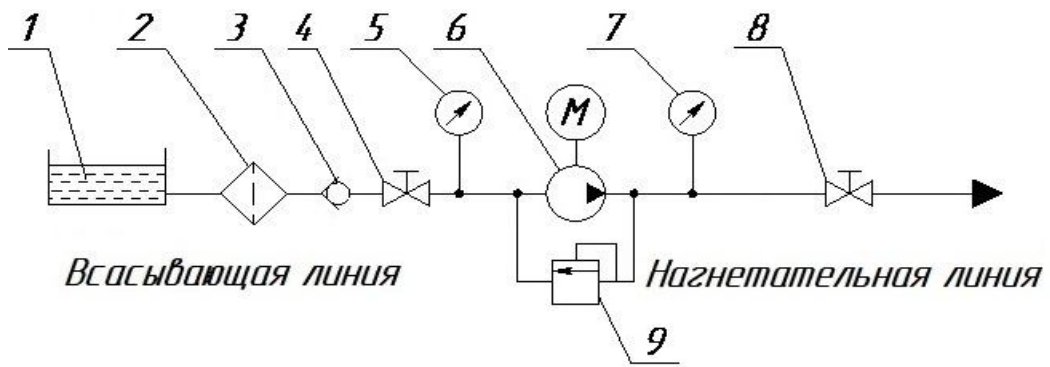 1 2 3 4 5 6 7 8
М
Всасывающая линия
Нагнетательная линия
9